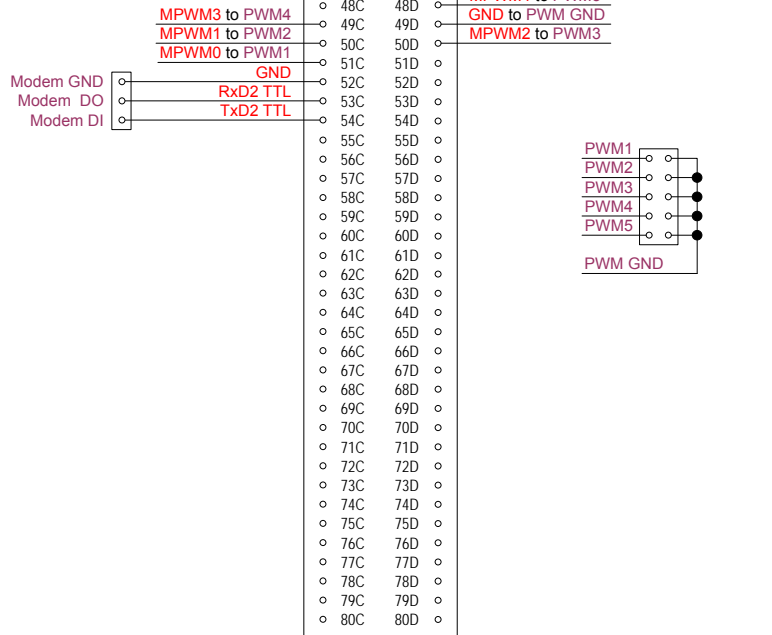 48C 48D
MPWM3 to PWM4 49C 49D GND to PWM GND
MPWM1 to PWM2 50C 50D MPWM2 to PWM3
MPWM0 to PWM1 51C 51D
Modem GND GND 52C 52D
Modem DO RxD2 TTL 53C 53D
Modem DI TxD2 TTL 54C 54D
55C 55D
56C 56D
57C 57D
58C 58D
59C 59D
60C 60D
61C 61D
62C 62D
63C 63D
64C 64D
65C 65D
66C 66D
67C 67D
68C 68D
69C 69D
70C 70D
71C 71D
72C 72D
73C 73D
74C 74D
75C 75D
76C 76D
77C 77D
78C 78D
79C 79D
80C 80D
PWM1
PWM2
PWM3
PWM4
PWM5
PWM GND